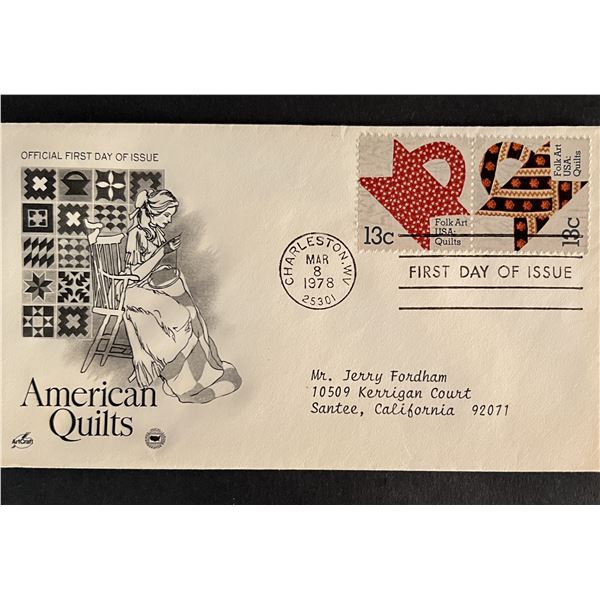 OFFICIAL FIRST DAY OF ISSUE
Folk Art
USA:
Quilts
13c
Folk Art
USA:
Quilts
13c
CHARLESTON, WV
MAR
8
1978
25301
FIRST DAY OF ISSUE
Mr. Jerry Fordham
10509 Kerrigan Court
Santee, California 92071
American
Quilts
ArtCraft